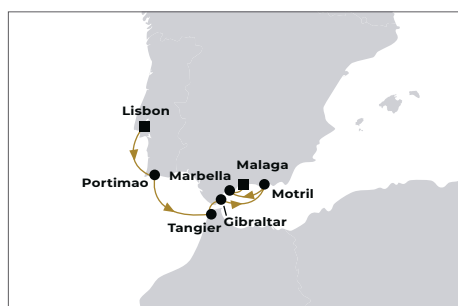 Lisbon
Malaga
Marbella
Portimao
Motril
Gibraltar
Tangier